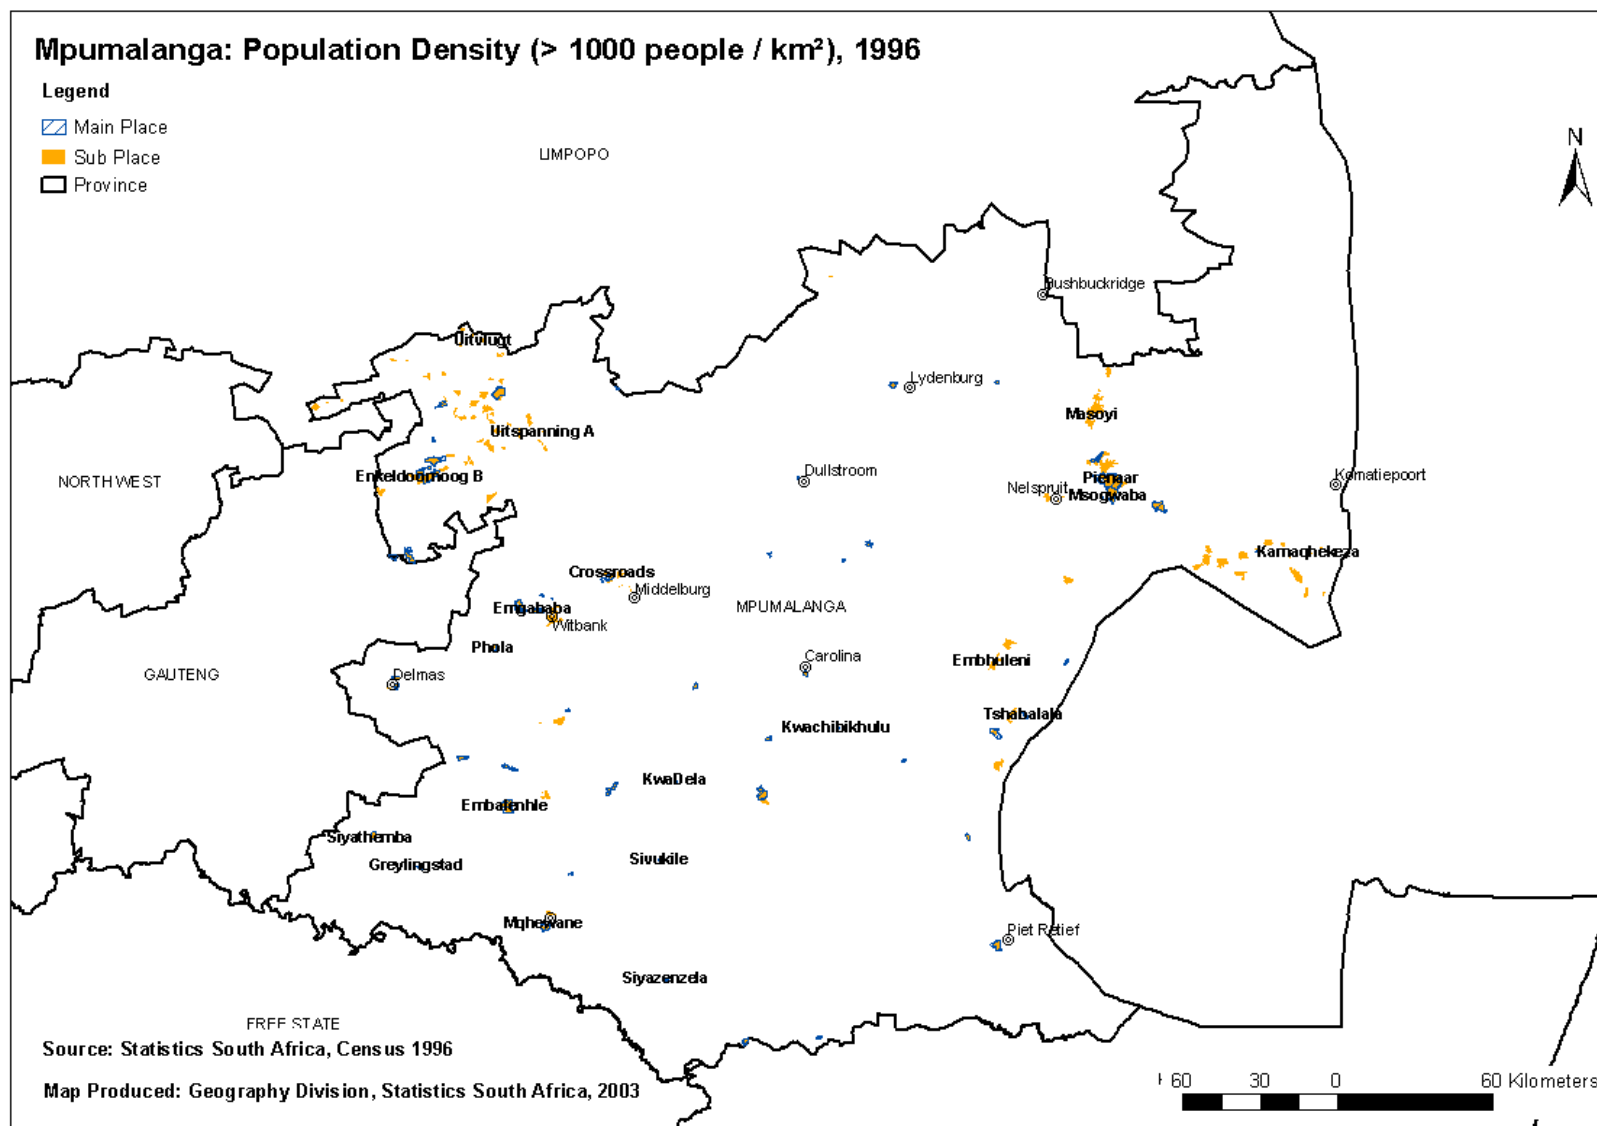 Mpumalanga: Population Density (> 1000 people / km²), 1996
Legend
Main Place
Sub Place
Province
LIMPOPO
N
Bushbuckridge
Uitvlugt
Lydenburg
Masoyi
Uitspanning A
Enkeldoornoog B
NORTH WEST
Dullstroom
Pienaar
Komatiepoort
Nelspruit
Msogwaba
Kamaqhekeza
Crossroads
Middelburg
Emgababa
MPUMALANGA
Witbank
Phola
Carolina
Embhuleni
GAUTENG
Delmas
Tshabalala
Kwachibikhulu
KwaDela
Embalenhle
Siyathemba
Greylingstad
Sivukile
Mqhewane
Piet Retief
Siyazenzela
FREE STATE
Source: Statistics South Africa, Census 1996
Map Produced: Geography Division, Statistics South Africa, 2003
60 30 0 60 Kilometers